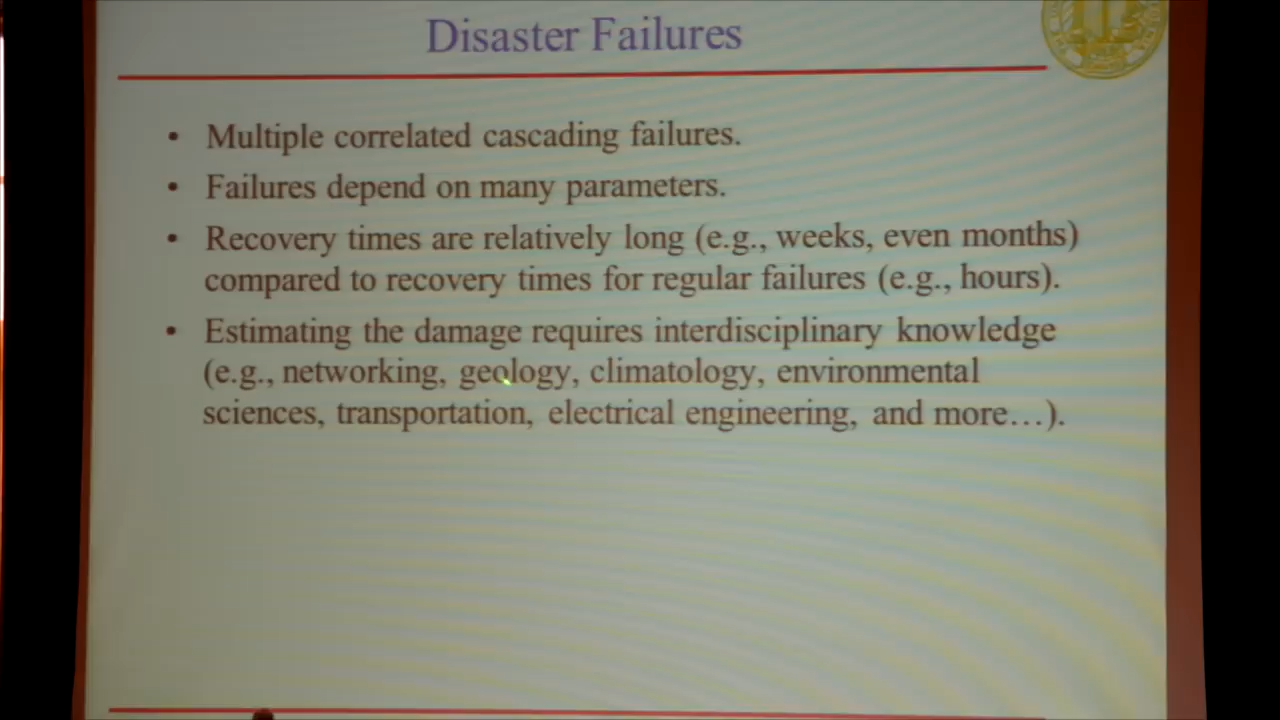 Disaster Failures
• Multiple correlated cascading failures.
• Failures depend on many parameters.
• Recovery times are relatively long (e.g., weeks, even months)
compared to recovery times for regular failures (e.g., hours).
• Estimating the damage requires interdisciplinary knowledge
(e.g., networking, geology, climatology, environmental
sciences, transportation, electrical engineering, and more…).